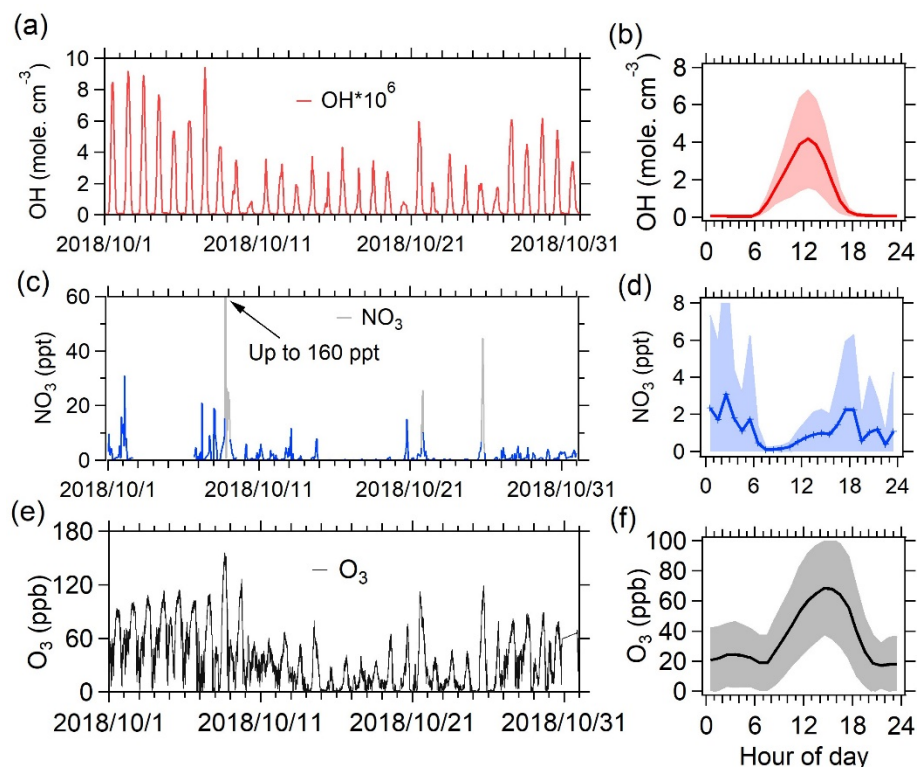 (a)
8
6
4
2
0
OH (mole. cm-3)
OH*10^6
2018/10/1 2018/10/11 2018/10/21 2018/10/31
(b)
8
6
4
2
0
OH (mole. cm-3)
0 6 12 18 24
(c)
60
40
20
0
NO3 (ppt)
NO3
Up to 160 ppt
2018/10/1 2018/10/11 2018/10/21 2018/10/31
(d)
8
6
4
2
0
NO3 (ppt)
0 6 12 18 24
(e)
180
120
60
0
O3 (ppb)
O3
2018/10/1 2018/10/11 2018/10/21 2018/10/31
(f)
100
80
60
40
20
0
O3 (ppb)
0 6 12 18 24
Hour of day